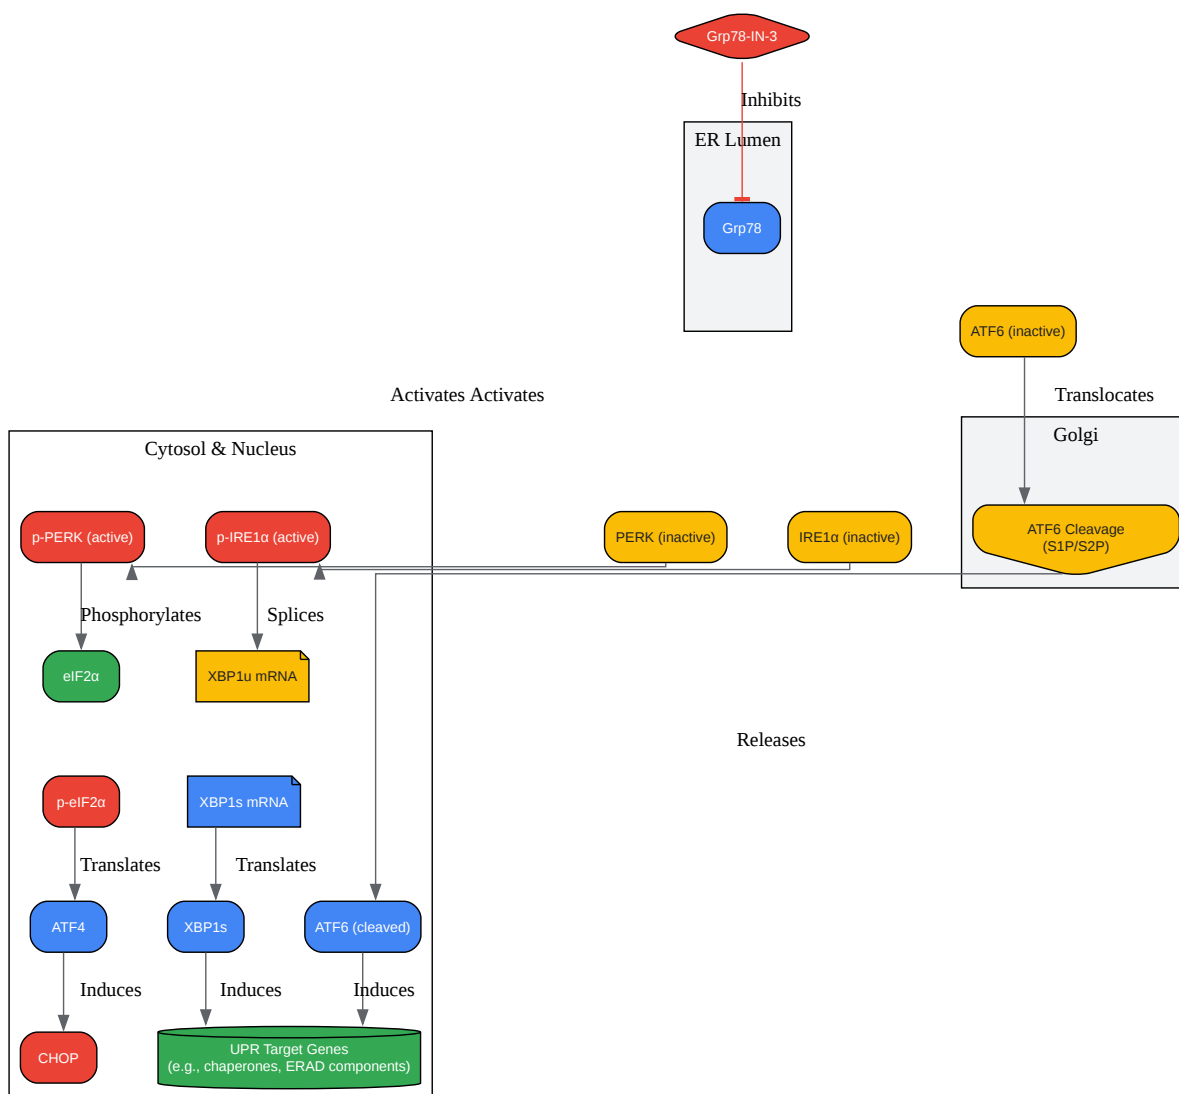 Grp78-IN-3
Inhibits
ER Lumen
Grp78
ATF6 (inactive)
Activates Activates
Translocates
Cytosol & Nucleus
Golgi
p-PERK (active)
p-IRE1α (active)
PERK (inactive)
IRE1α (inactive)
ATF6 Cleavage
(S1P/S2P)
Phosphorylates
Splices
eIF2α
XBP1u mRNA
Releases
p-eIF2α
XBP1s mRNA
Translates
Translates
ATF4
XBP1s
ATF6 (cleaved)
Induces
Induces
Induces
CHOP
UPR Target Genes
(e.g., chaperones, ERAD components)